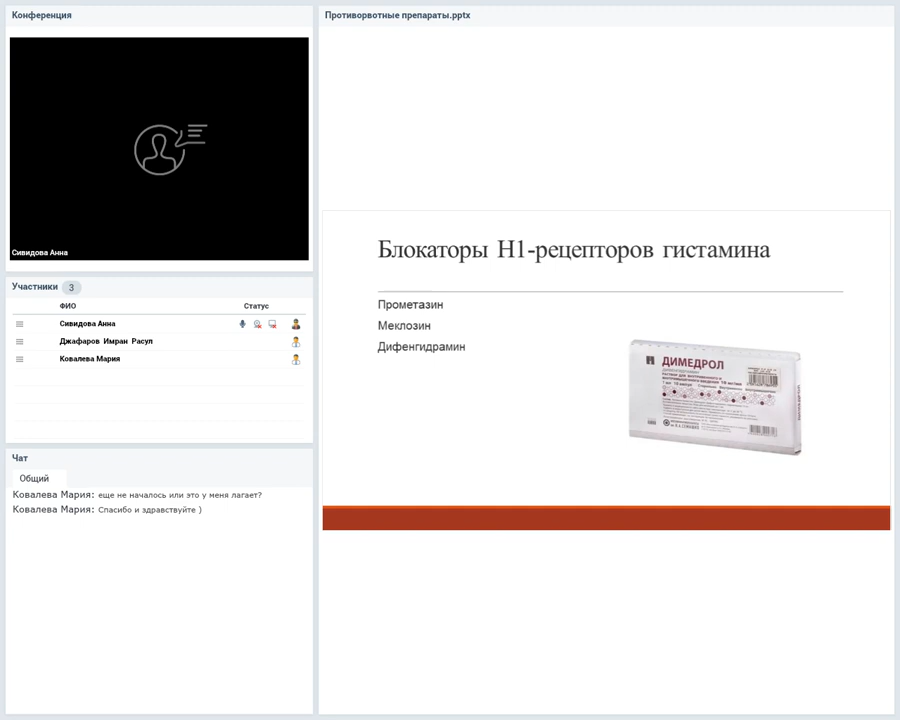 Конференция
Сивидова Анна
Участники 3
ФИО Статус
Сивидова Анна
Джафаров Имран Расул
Ковалева Мария
Чат
Общий
Ковалева Мария: еще не началось или это у меня лагает?
Ковалева Мария: Спасибо и здравствуйте )
Противорвотные препараты.pptx
Блокаторы Н1-рецепторов гистамина
Прометазин
Меклозин
Дифенгидрамин
ДИМЕДРОЛ